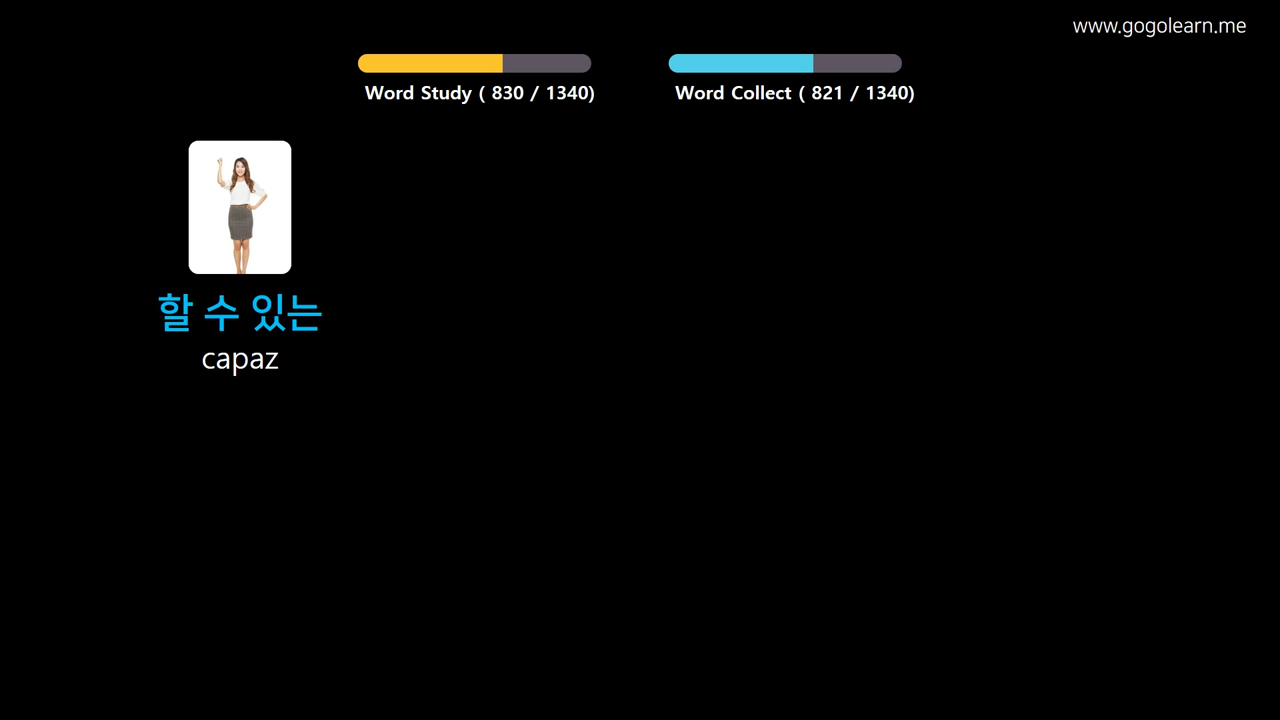 www.gogolearn.me
Word Study ( 830 / 1340)
Word Collect ( 821 / 1340)
할 수 있는
capaz